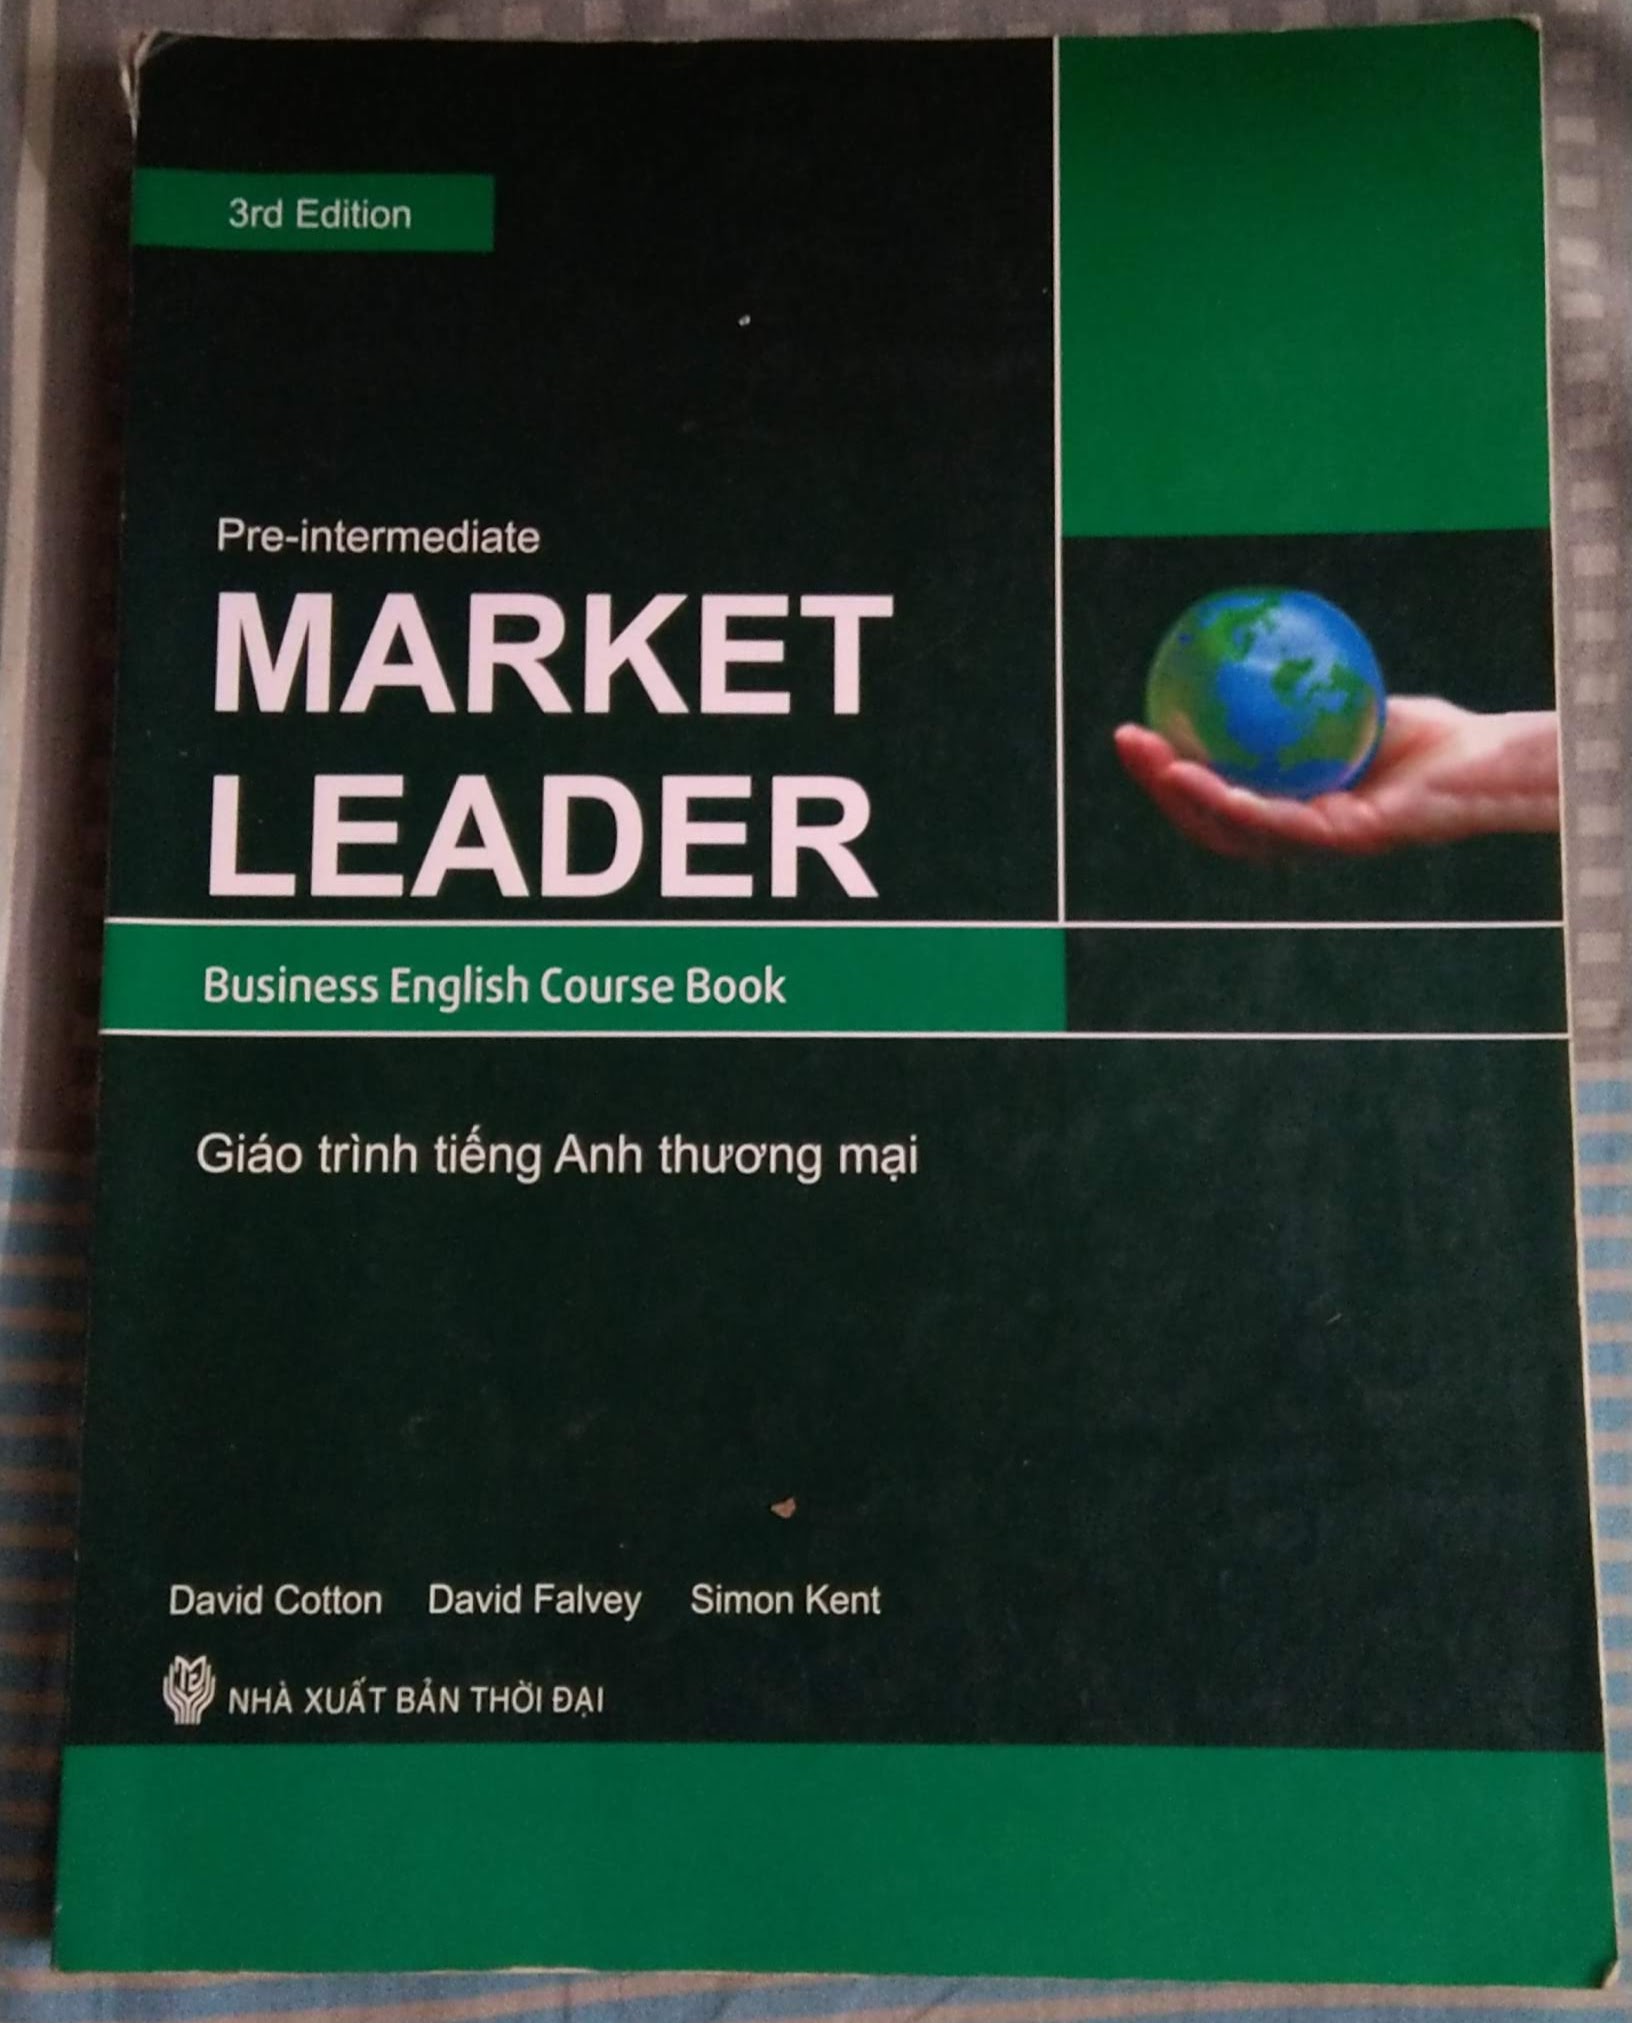 3rd Edition
Pre-intermediate
MARKET
LEADER
Business English Course Book
Giáo trình tiếng Anh thương mại
David Cotton David Falvey Simon Kent
NHÀ XUẤT BẢN THỜI ĐẠI